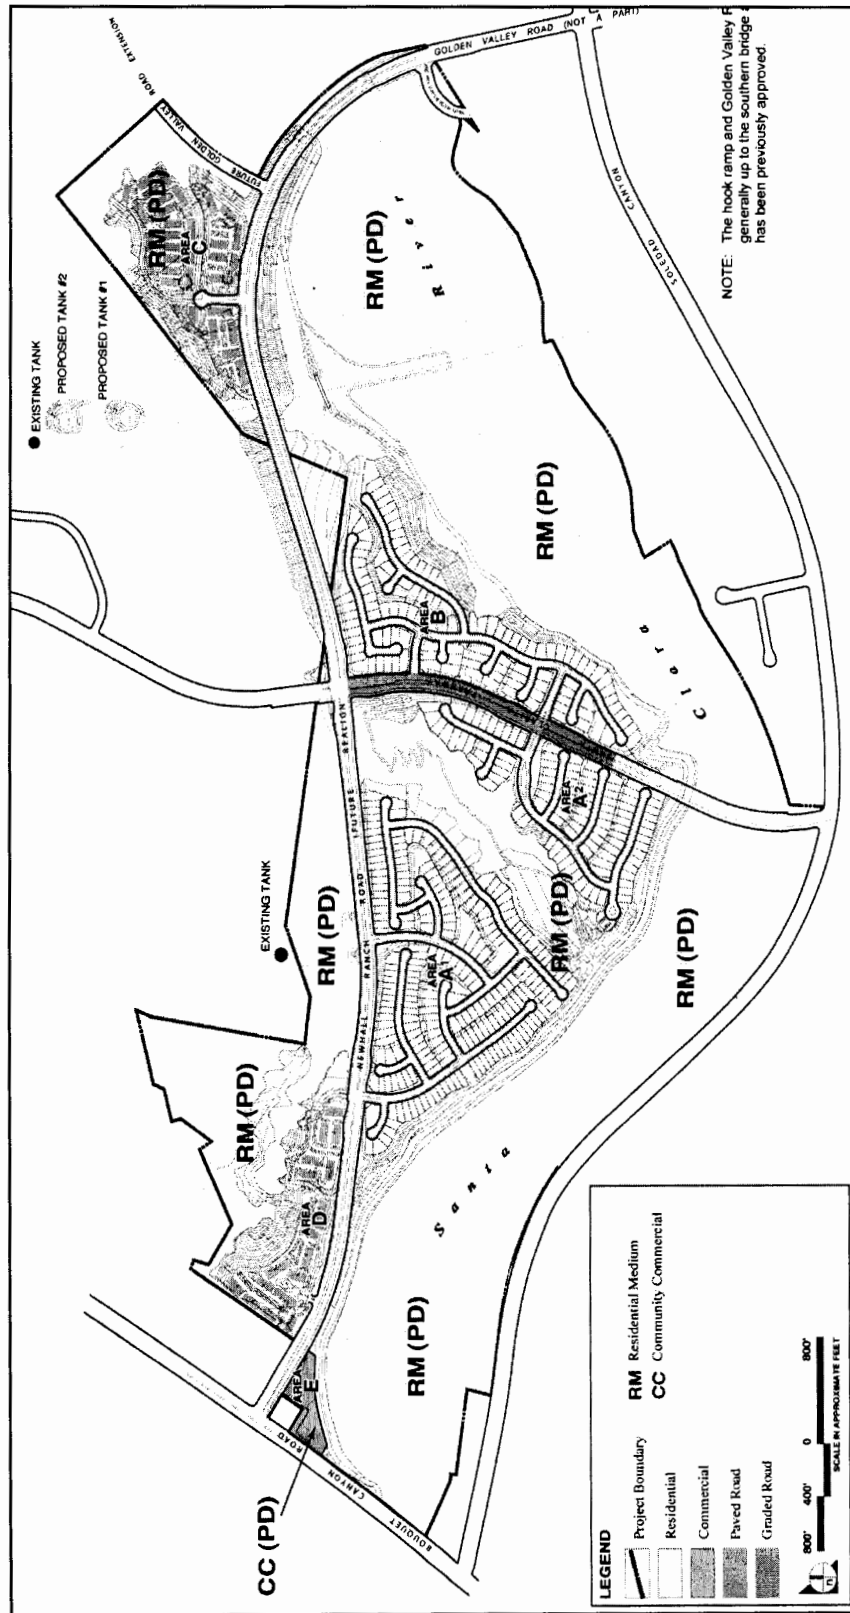 ROAD EXTENSION
FUTURE GOLDEN VALLEY
GOLDEN VALLEY ROAD (NOT A PART)
NOTE: The hook ramp and Golden Valley R
generally up to the southern bridge a
has been previously approved.
EXISTING TANK
PROPOSED TANK #2
PROPOSED TANK #1
RM (PD)
AREA
C
RM (PD)
River
SOLEDAD CANYON
RM (PD)
AREA
B
Clara
NEWHALL RANCH ROAD (FUTURE
AREA
A2
EXISTING TANK
RM (PD)
RM (PD)
AREA
A1
RM (PD)
RM (PD)
AREA
D
Santa
RM (PD)
AREA
E
CC (PD)
BOUQUET CANYON ROAD
LEGEND
Project Boundary
Residential
Commercial
Paved Road
Graded Road
RM Residential Medium
CC Community Commercial
n
800' 400' 0 800'
SCALE IN APPROXIMATE FEET